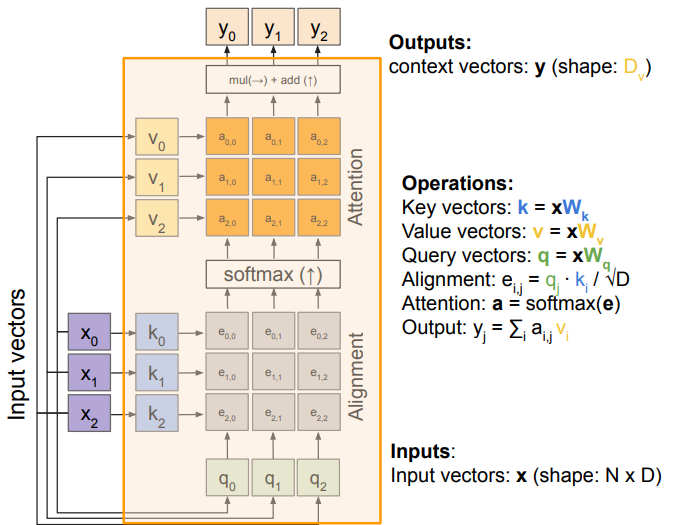 y0 y1 y2
mul(→) + add (↑)
v0 a0,0 a0,1 a0,2
v1 a1,0 a1,1 a1,2
v2 a2,0 a2,1 a2,2
Attention
softmax (↑)
Input vectors
x0 k0 e0,0 e0,1 e0,2
x1 k1 e1,0 e1,1 e1,2
x2 k2 e2,0 e2,1 e2,2
Alignment
q0 q1 q2
Outputs:
context vectors: y (shape: Dv)
Operations:
Key vectors: k = xWk
Value vectors: v = xWv
Query vectors: q = xWq
Alignment: ei,j = qj · ki / √D
Attention: a = softmax(e)
Output: yj = ∑i ai,j vi
Inputs:
Input vectors: x (shape: N x D)